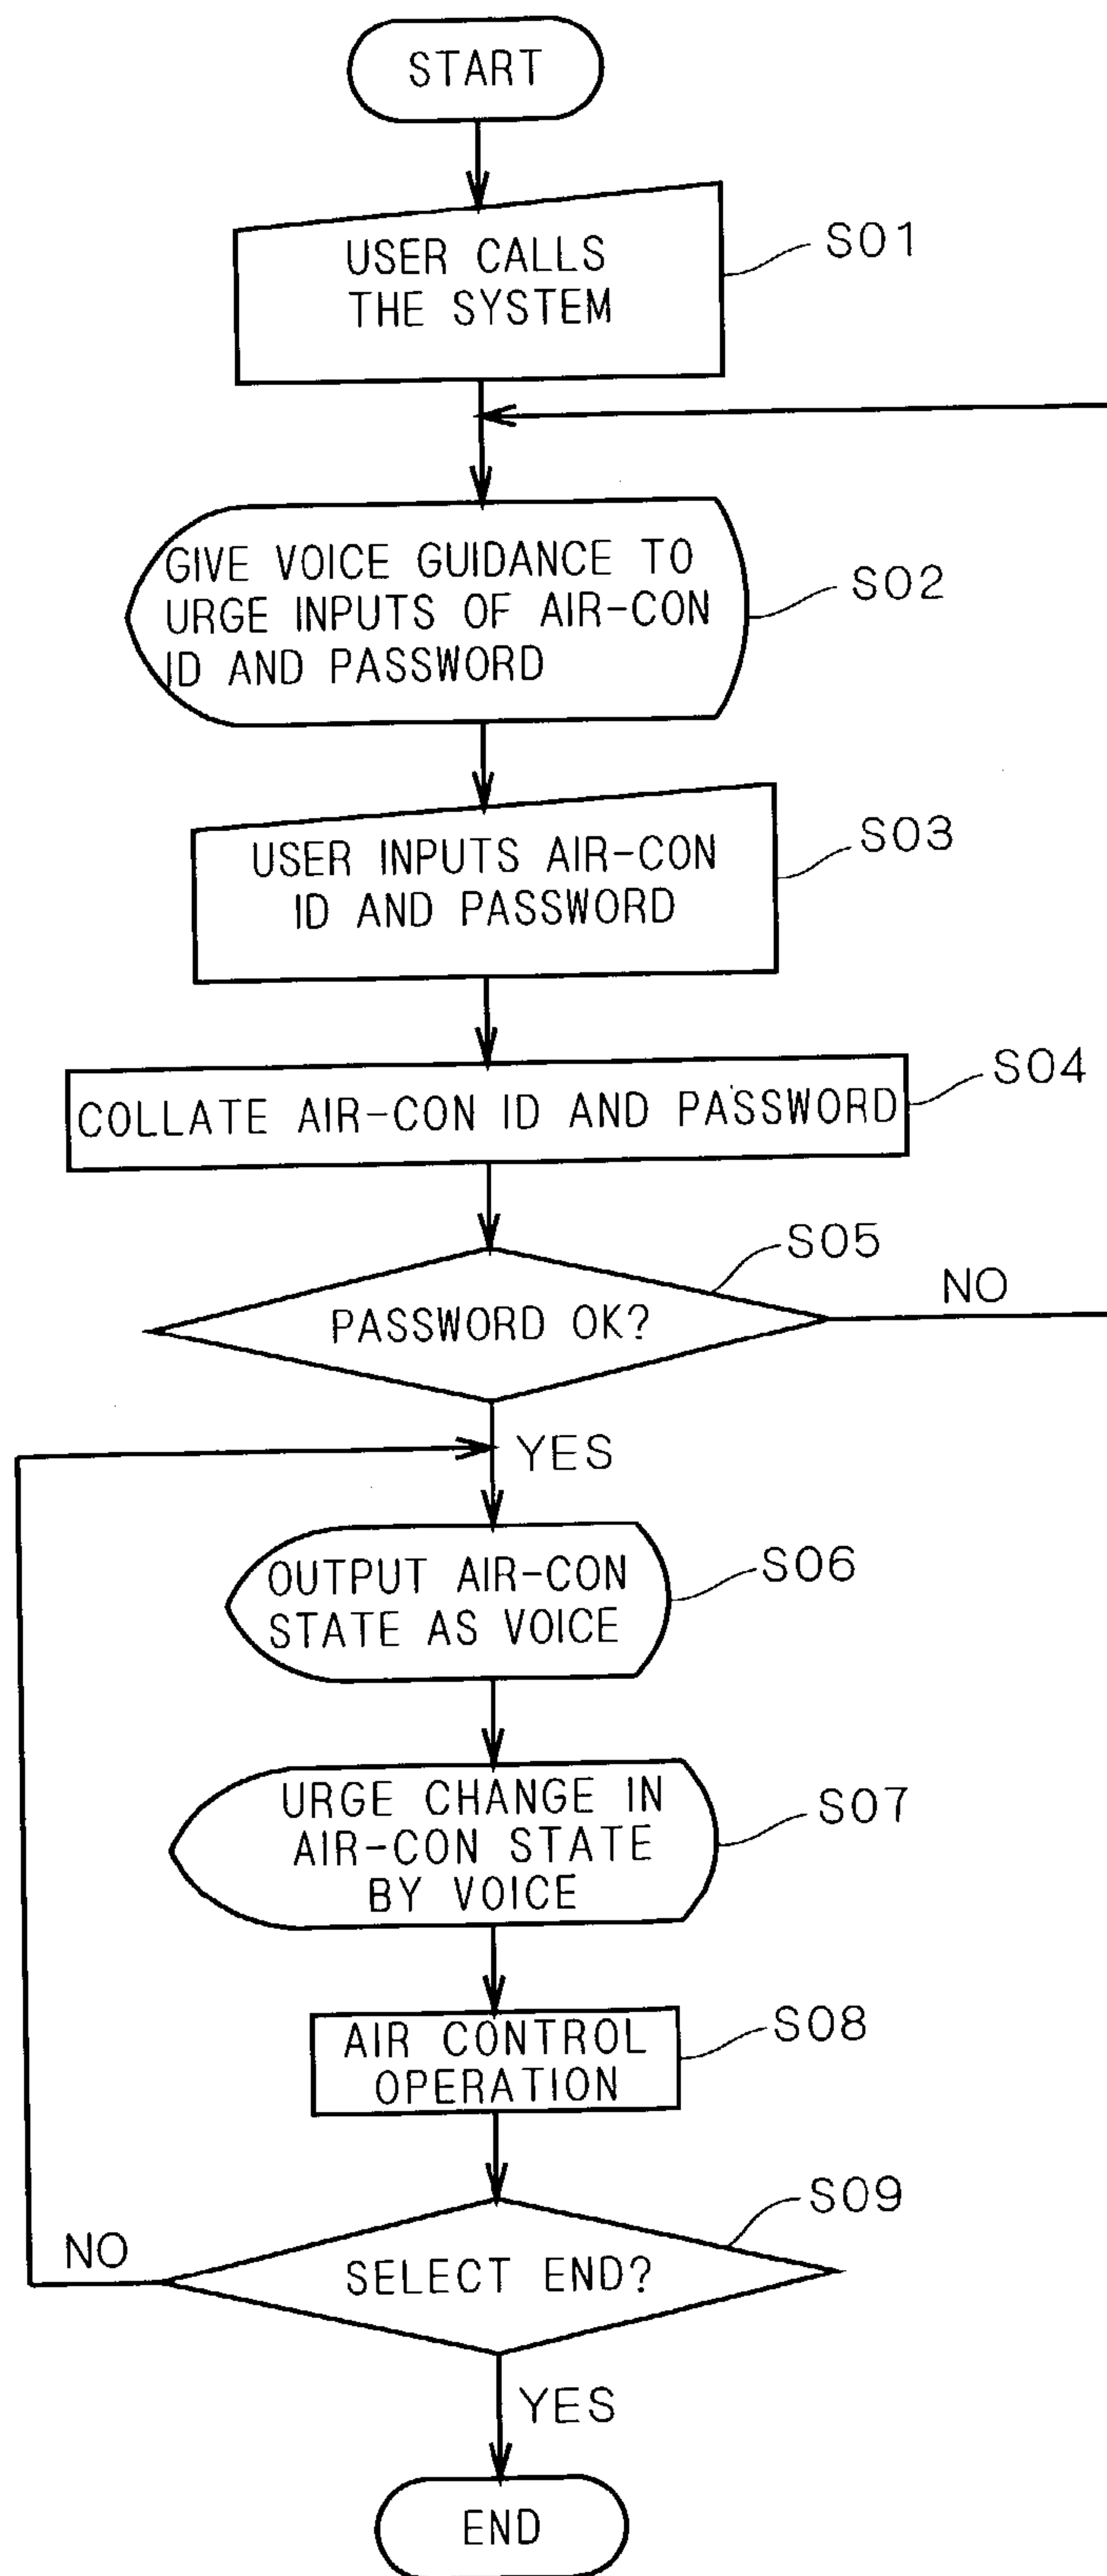 START
USER CALLS
THE SYSTEM
S01
GIVE VOICE GUIDANCE TO
URGE INPUTS OF AIR-CON
ID AND PASSWORD
S02
USER INPUTS AIR-CON
ID AND PASSWORD
S03
COLLATE AIR-CON ID AND PASSWORD
S04
PASSWORD OK?
S05
NO
YES
OUTPUT AIR-CON
STATE AS VOICE
S06
URGE CHANGE IN
AIR-CON STATE
BY VOICE
S07
AIR CONTROL
OPERATION
S08
SELECT END?
S09
NO
YES
END